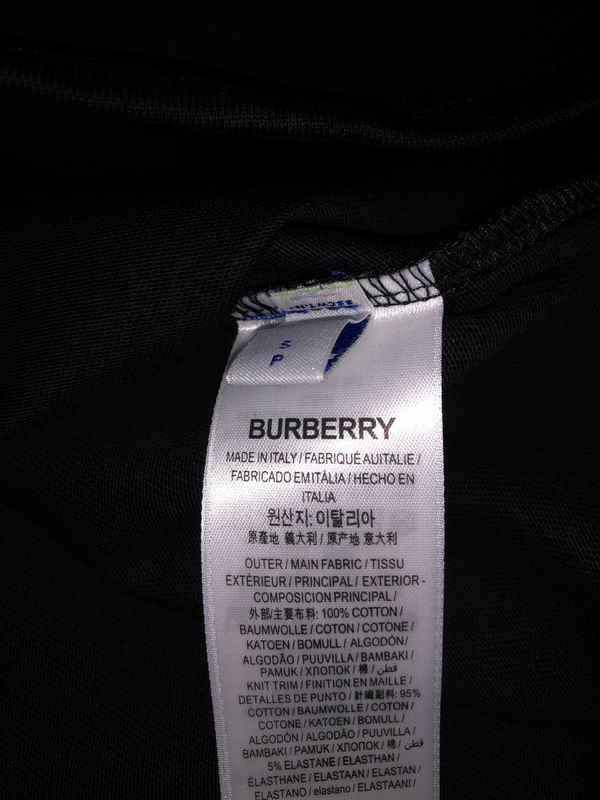 S
P
BURBERRY
MADE IN ITALY / FABRIQUÉ AUITALIE /
FABRICADO EMITÁLIA / HECHO EN
ITALIA
원산지: 이탈리아
原產地 義大利 / 原产地 意大利
OUTER / MAIN FABRIC / TISSU
EXTÉRIEUR / PRINCIPAL / EXTERIOR -
COMPOSICION PRINCIPAL /
外部/主要布料: 100% COTTON /
BAUMWOLLE / COTON / COTONE /
KATOEN / BOMULL / ALGODÓN /
ALGODÃO / PUUVILLA / BAMBAKI /
PAMUK / ХЛОПОК / 棉 / قطن /
KNIT TRIM / FINITION EN MAILLE /
DETALLES DE PUNTO / 針織副料: 95%
COTTON / BAUMWOLLE / COTON /
COTONE / KATOEN / BOMULL /
ALGODÓN / ALGODÃO / PUUVILLA /
BAMBAKI / PAMUK / ХЛОПОК / 棉 / قطن /
5% ELASTANE / ELASTHAN /
ÉLASTHANE / ELASTAAN / ELASTAN /
ELASTANO / elastano / ELASTAANI /